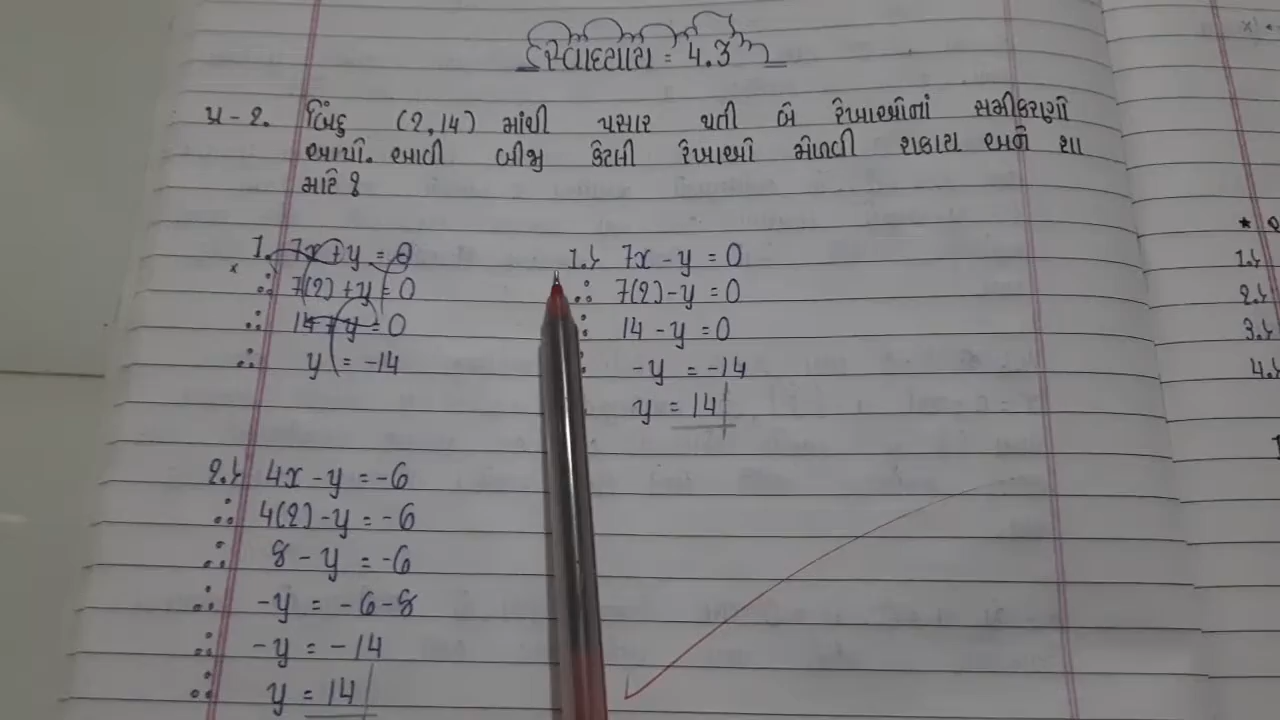 સ્વાધ્યાય = 4.3
પ્ર - 2. બિંદુ (2,14) માંથી પસાર થતી બે રેખાઓનાં સમીકરણો
આપો. આવી બીજી કેટલી રેખાઓ મેળવી શકાય અને શા
માટે ?
1. 7x + y = 0
x ∴ 7(2) + y = 0
∴ 14 + y = 0
∴ y = -14
1.} 7x - y = 0
∴ 7(2) - y = 0
14 - y = 0
-y = -14
y = 14
2.} 4x - y = -6
∴ 4(2) - y = -6
∴ 8 - y = -6
∴ -y = -6-8
∴ -y = -14
∴ y = 14
*
1.}
2.}
3.}
4.}